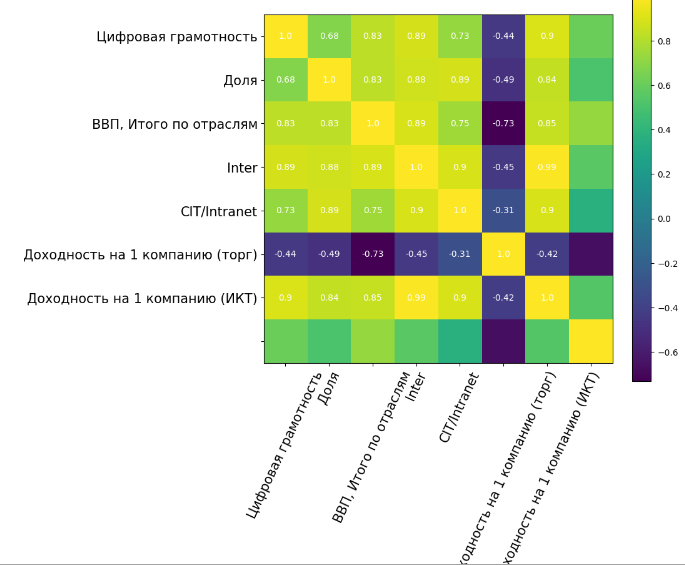 Цифровая грамотность 1.0 0.68 0.83 0.89 0.73 -0.44 0.9
Доля 0.68 1.0 0.83 0.88 0.89 -0.49 0.84
ВВП, Итого по отраслям 0.83 0.83 1.0 0.89 0.75 -0.73 0.85
Inter 0.89 0.88 0.89 1.0 0.9 -0.45 0.99
CIT/Intranet 0.73 0.89 0.75 0.9 1.0 -0.31 0.9
Доходность на 1 компанию (торг) -0.44 -0.49 -0.73 -0.45 -0.31 1.0 -0.42
Доходность на 1 компанию (ИКТ) 0.9 0.84 0.85 0.99 0.9 -0.42 1.0
0.8
0.6
0.4
0.2
0.0
−0.2
−0.4
−0.6
Цифровая грамотность
Доля
ВВП, Итого по отраслям
Inter
CIT/Intranet
ходность на 1 компанию (торг)
ходность на 1 компанию (ИКТ)